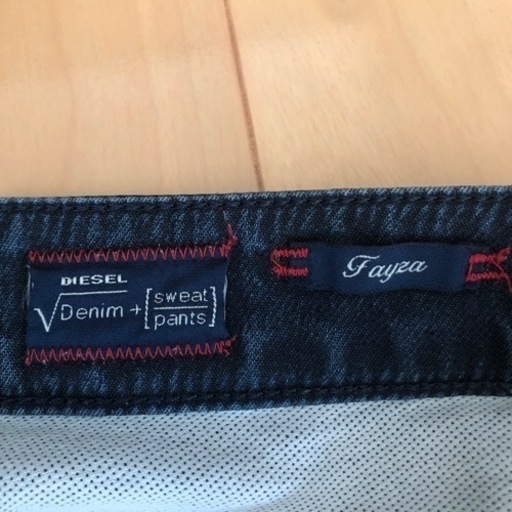 DIESEL
√Denim + [sweat
pants]
Fayza